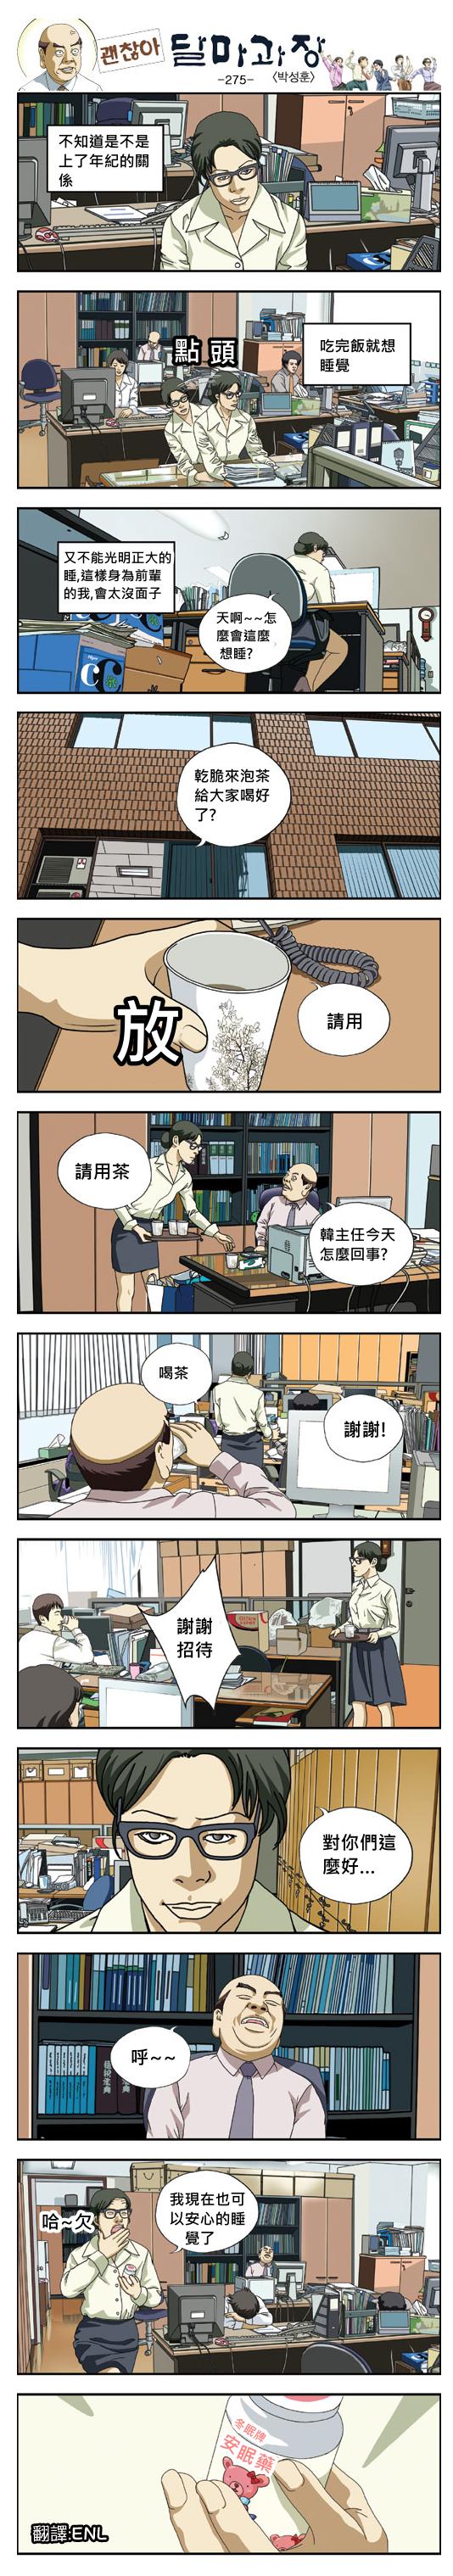 괜찮아 달마과장
-275- 〈박성훈〉
不知道是不是
上了年紀的關
係
點頭
吃完飯就想
睡覺
又不能光明正大的
睡,這樣身為前輩
的我,會太沒面子
天啊~~怎
麼會這麼
想睡?
乾脆來泡茶
給大家喝好
了?
放
請用
請用茶
韓主任今天
怎麼回事?
喝茶
謝謝!
謝謝
招待
對你們這
麼好...
呼~~
哈~欠
我現在也可
以安心的睡
覺了
冬眠牌
安眠藥
翻譯:ENL